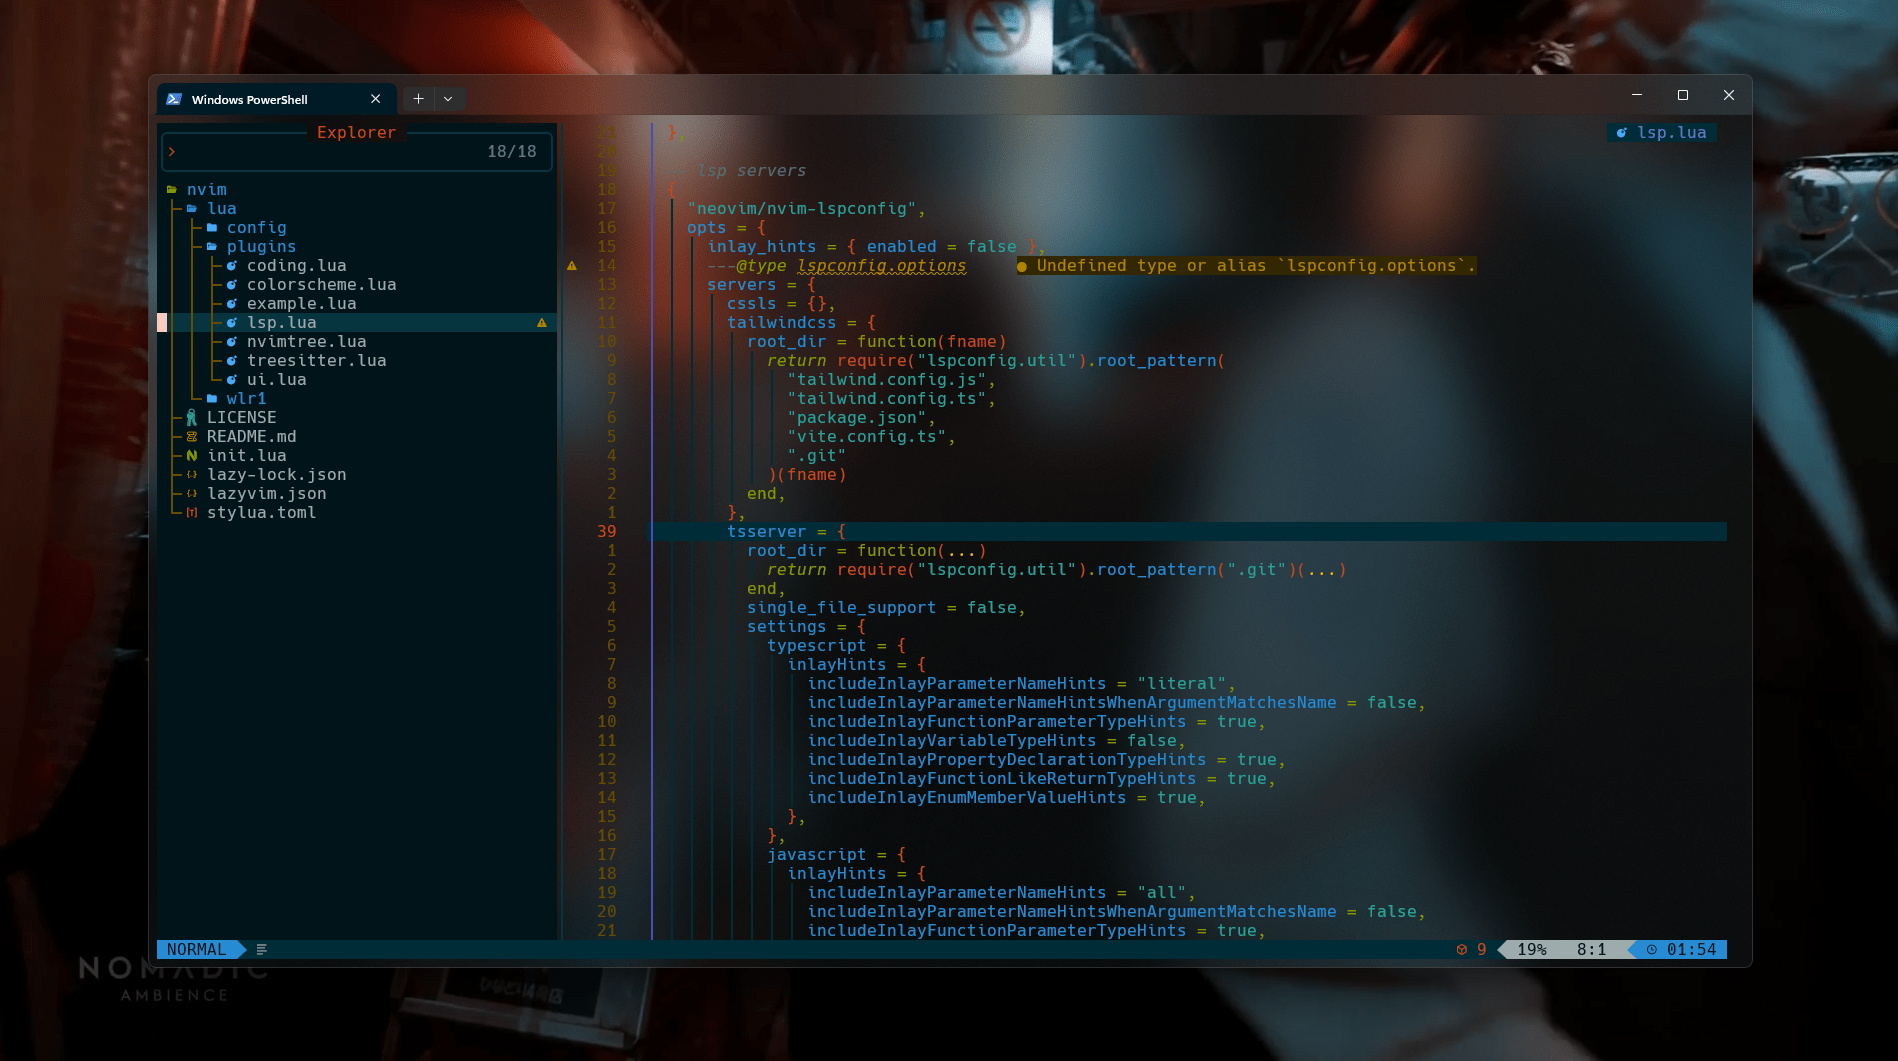 Windows PowerShell
Explorer
18/18
nvim
lua
config
plugins
coding.lua
colorscheme.lua
example.lua
lsp.lua
nvimtree.lua
treesitter.lua
ui.lua
wlr1
LICENSE
README.md
init.lua
lazy-lock.json
lazyvim.json
stylua.toml
lsp.lua
21 },
20
19 lsp servers
18 {
17 "neovim/nvim-lspconfig",
16 opts = {
15 inlay_hints = { enabled = false },
14 ---@type lspconfig.options ● Undefined type or alias `lspconfig.options`.
13 servers = {
12 cssls = {},
11 tailwindcss = {
10 root_dir = function(fname)
9 return require("lspconfig.util").root_pattern(
8 "tailwind.config.js",
7 "tailwind.config.ts",
6 "package.json",
5 "vite.config.ts",
4 ".git"
3 )(fname)
2 end,
1 },
39 tsserver = {
1 root_dir = function(...)
2 return require("lspconfig.util").root_pattern(".git")(...)
3 end,
4 single_file_support = false,
5 settings = {
6 typescript = {
7 inlayHints = {
8 includeInlayParameterNameHints = "literal",
9 includeInlayParameterNameHintsWhenArgumentMatchesName = false,
10 includeInlayFunctionParameterTypeHints = true,
11 includeInlayVariableTypeHints = false,
12 includeInlayPropertyDeclarationTypeHints = true,
13 includeInlayFunctionLikeReturnTypeHints = true,
14 includeInlayEnumMemberValueHints = true,
15 },
16 },
17 javascript = {
18 inlayHints = {
19 includeInlayParameterNameHints = "all",
20 includeInlayParameterNameHintsWhenArgumentMatchesName = false,
21 includeInlayFunctionParameterTypeHints = true,
NORMAL
9 19% 8:1 01:54
NOMADIC
AMBIENCE